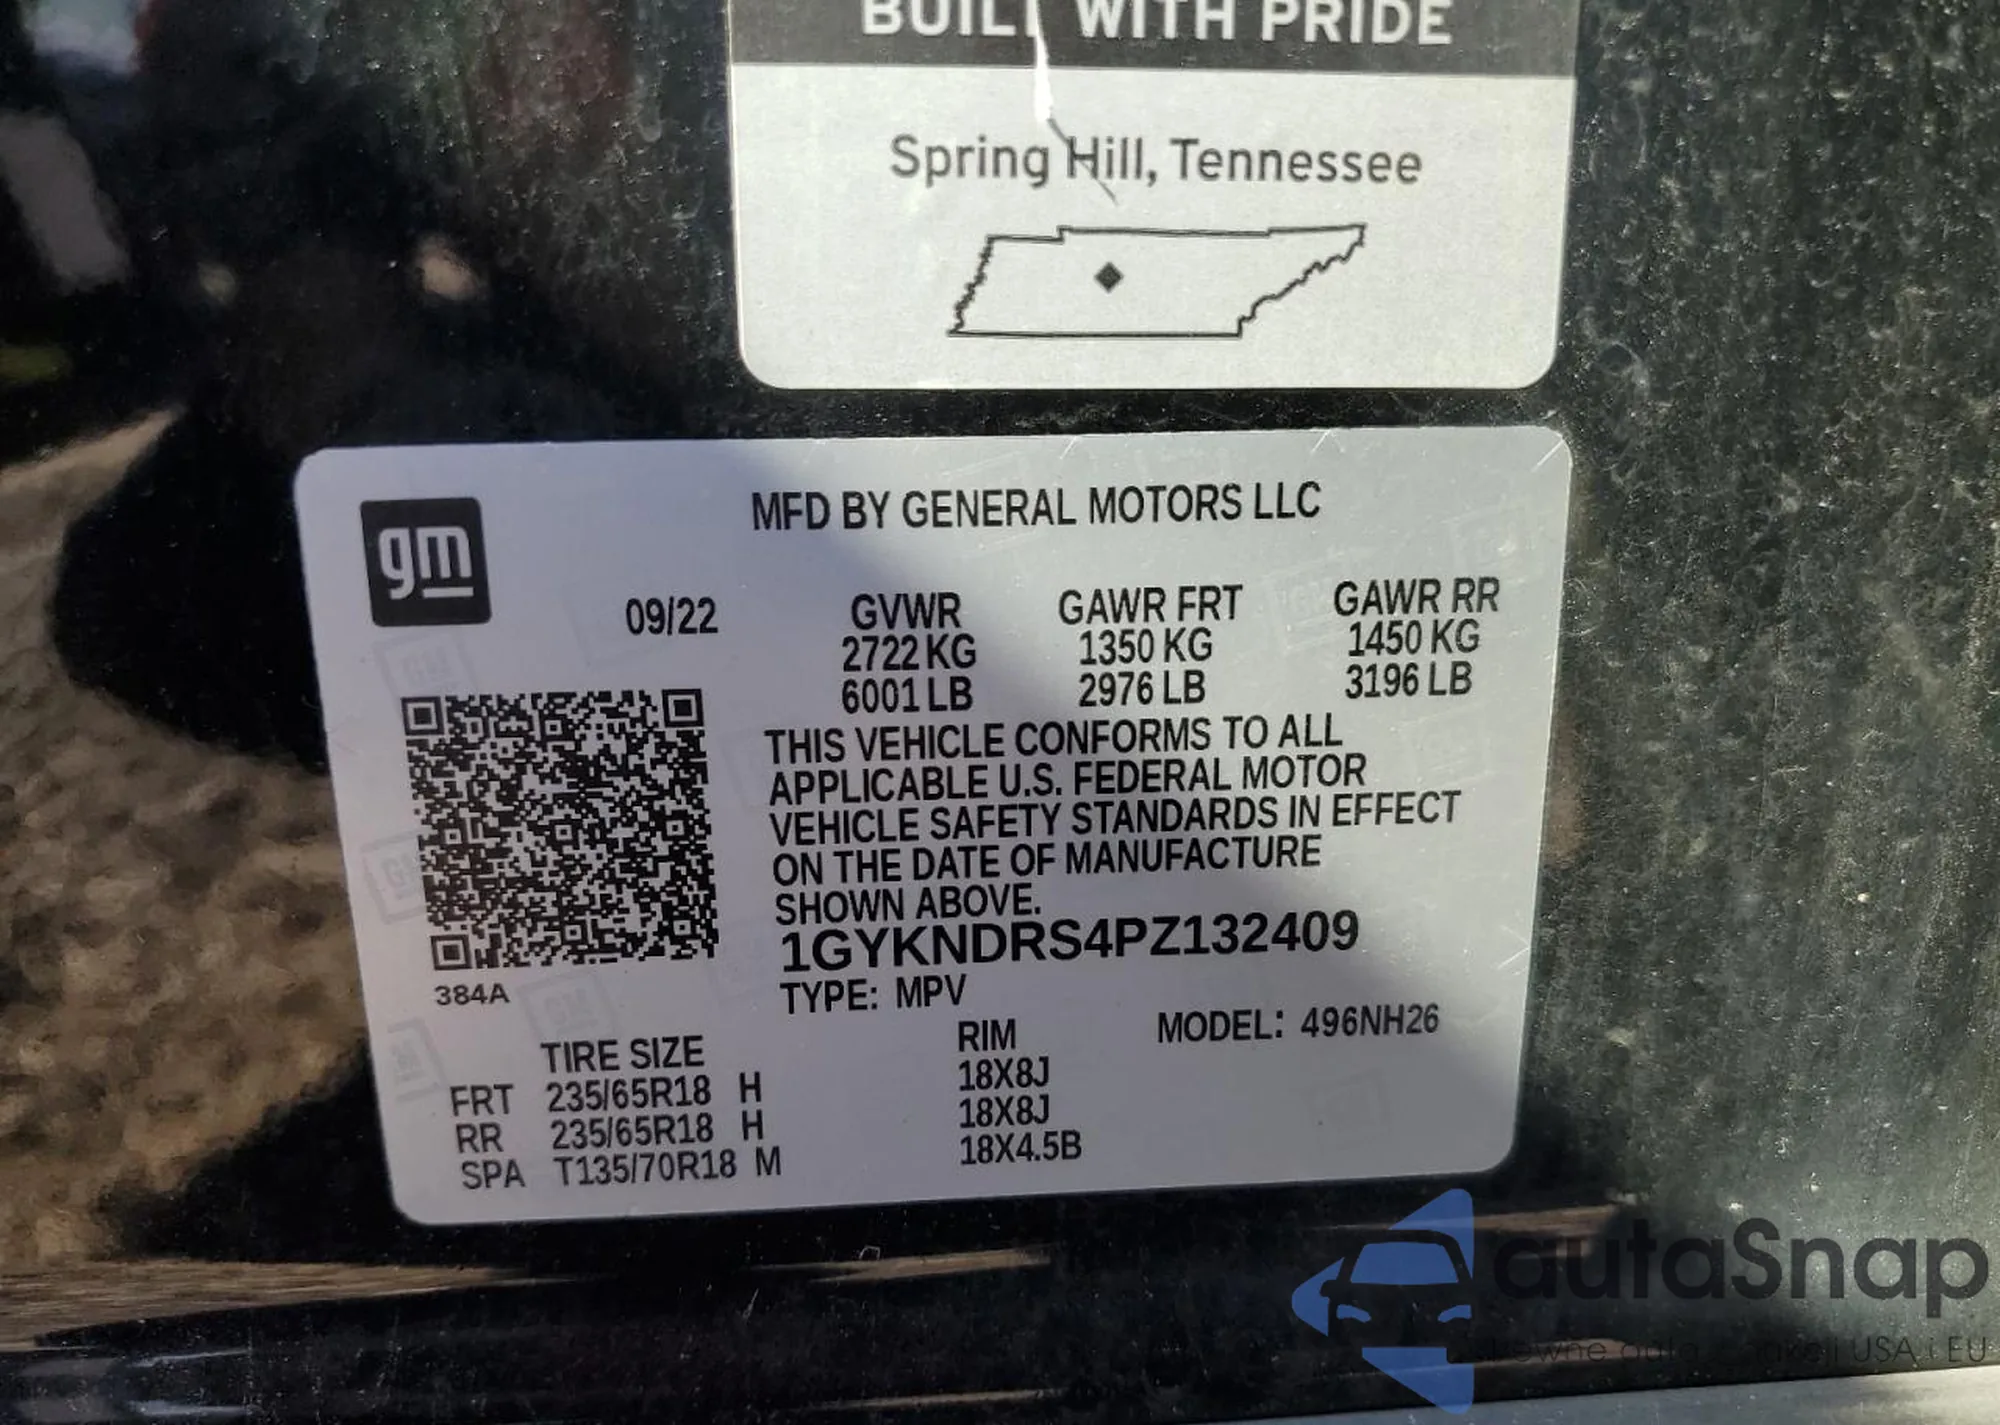 BUILT WITH PRIDE
Spring Hill, Tennessee
gm
MFD BY GENERAL MOTORS LLC
09/22
GVWR GAWR FRT GAWR RR
2722 KG 1350 KG 1450 KG
6001 LB 2976 LB 3196 LB
THIS VEHICLE CONFORMS TO ALL
APPLICABLE U.S. FEDERAL MOTOR
VEHICLE SAFETY STANDARDS IN EFFECT
ON THE DATE OF MANUFACTURE
SHOWN ABOVE.
1GYKNDRS4PZ132409
384A
TYPE: MPV
MODEL: 496NH26
TIRE SIZE RIM
FRT 235/65R18 H 18X8J
RR 235/65R18 H 18X8J
SPA T135/70R18 M 18X4.5B
autaSnap
USA i EU